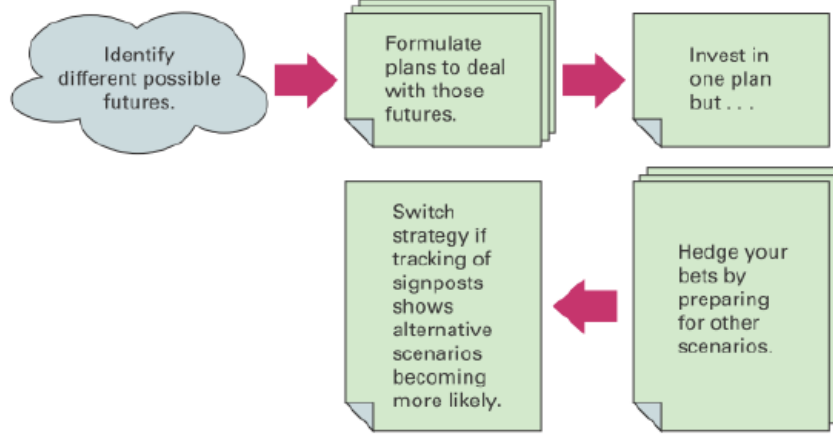 Identify
different possible
futures.
Formulate
plans to deal
with those
futures.
Invest in
one plan
but . . .
Hedge your
bets by
preparing
for other
scenarios.
Switch
strategy if
tracking of
signposts
shows
alternative
scenarios
becoming
more likely.